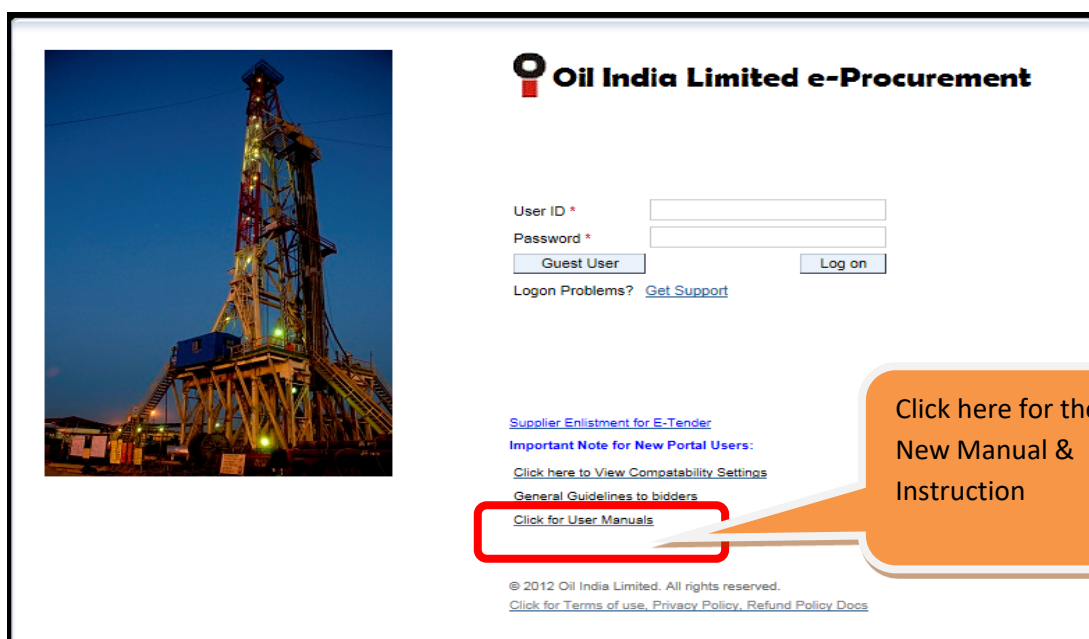 Oil India Limited e-Procurement
User ID *
Password *
Guest User
Log on
Logon Problems? Get Support
Supplier Enlistment for E-Tender
Important Note for New Portal Users:
Click here to View Compatability Settings
General Guidelines to bidders
Click for User Manuals
Click here for the
New Manual &
Instruction
© 2012 Oil India Limited. All rights reserved.
Click for Terms of use, Privacy Policy, Refund Policy Docs